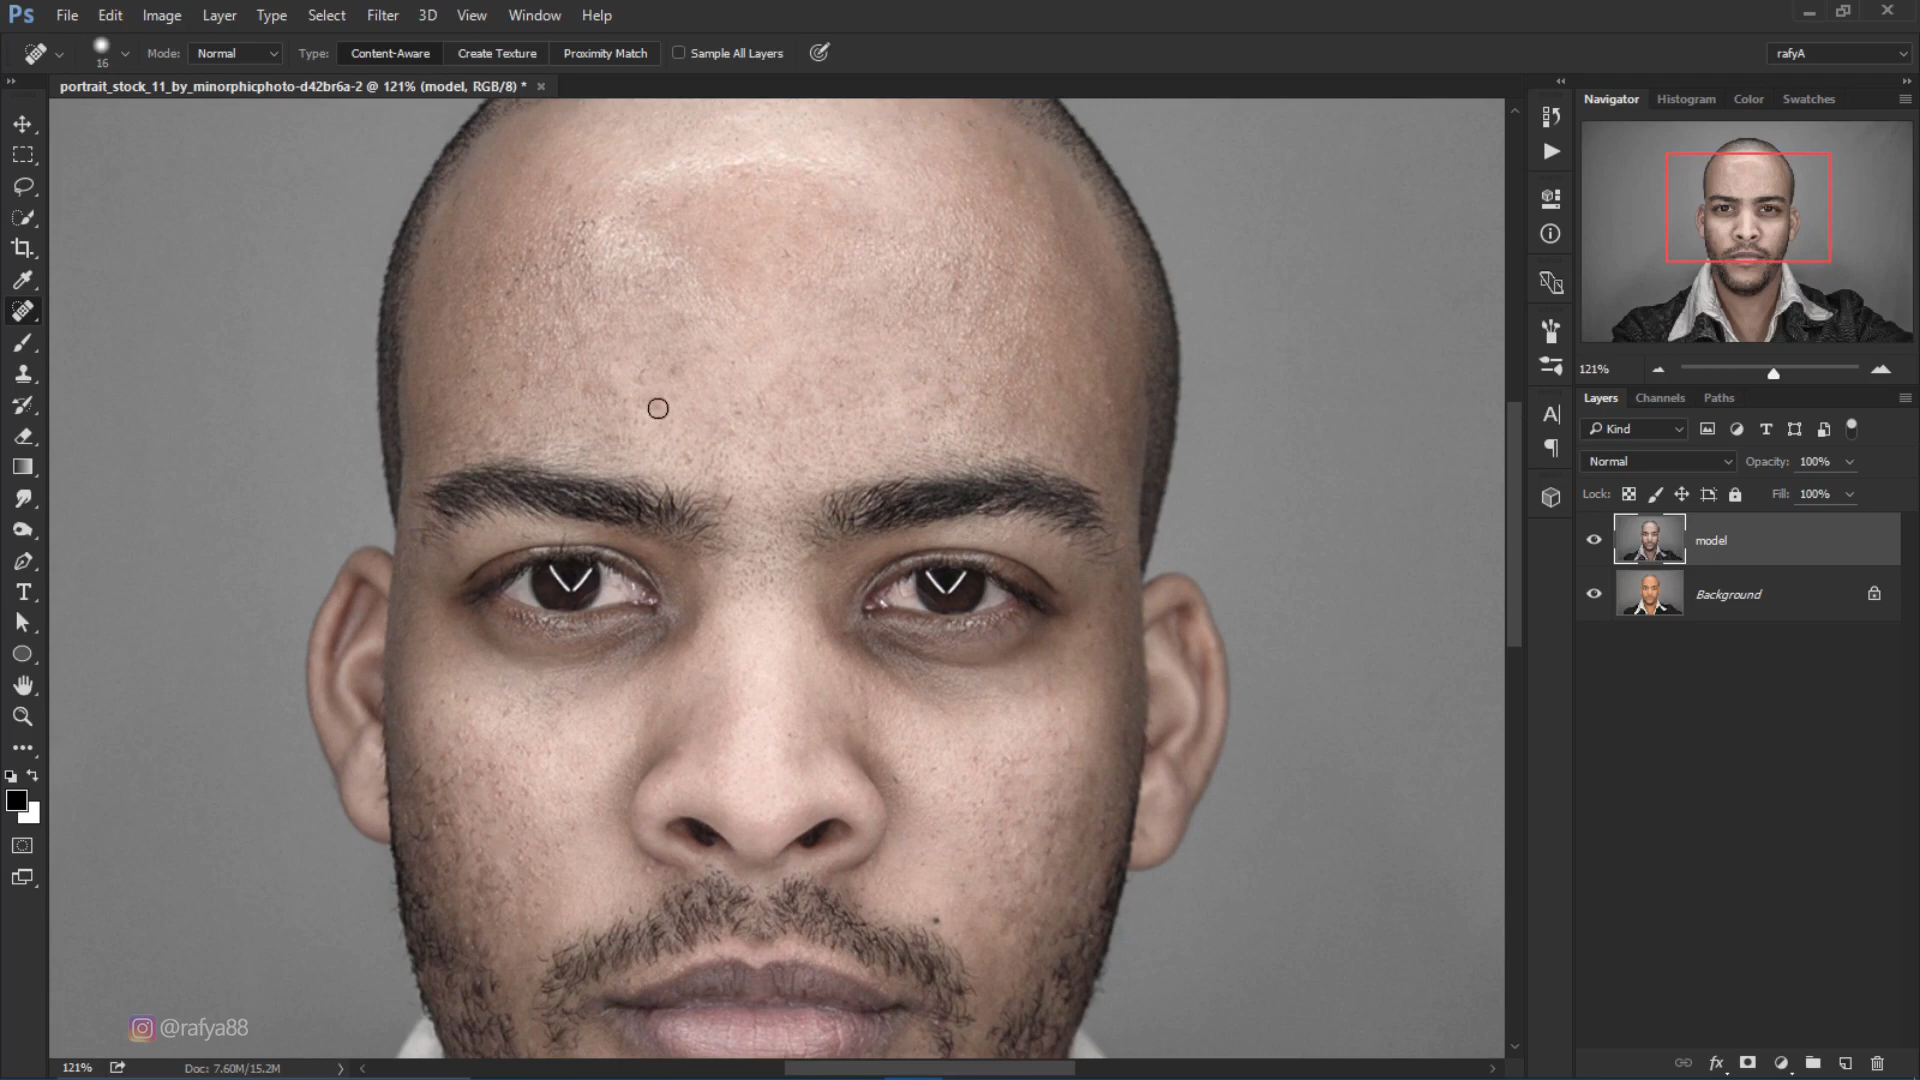 Ps File Edit Image Layer Type Select Filter 3D View Window Help
16 Mode: Normal Type: Content-Aware Create Texture Proximity Match Sample All Layers rafyA
portrait_stock_11_by_minorphicphoto-d42br6a-2 @ 121% (model, RGB/8) *
Navigator Histogram Color Swatches
121%
Layers Channels Paths
Kind
Normal Opacity: 100%
Lock: Fill: 100%
model
Background
@rafya88
121% Doc: 7.60M/15.2M